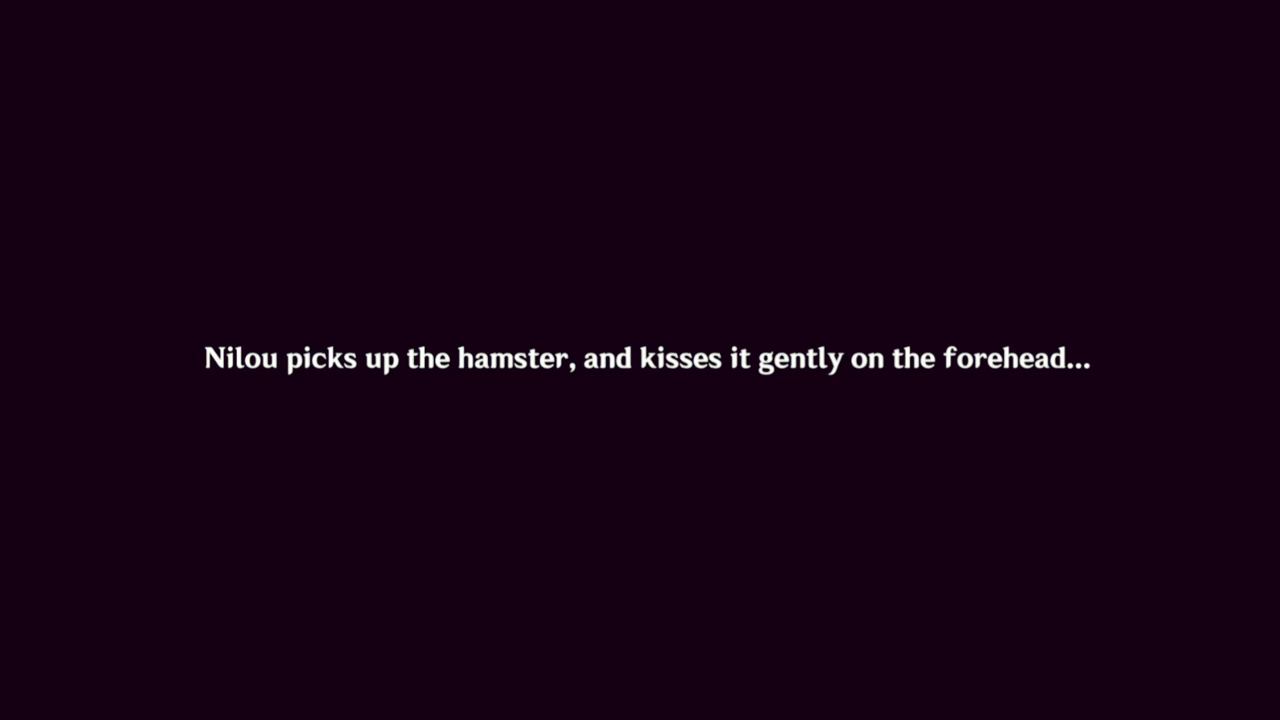 Nilou picks up the hamster, and kisses it gently on the forehead...